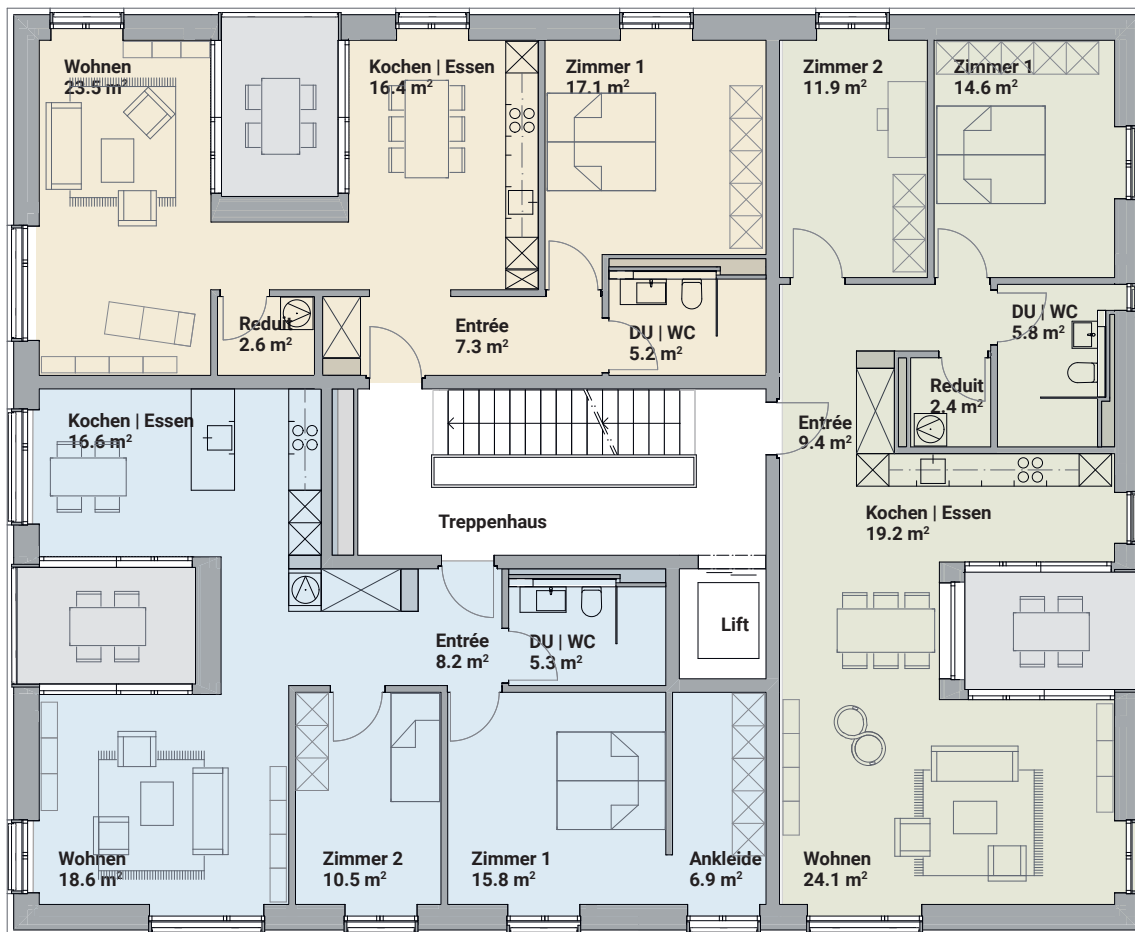 Wohnen
23.5 m²
Kochen | Essen
16.4 m²
Zimmer 1
17.1 m²
Zimmer 2
11.9 m²
Zimmer 1
14.6 m²
Reduit
2.6 m²
Entrée
7.3 m²
DU | WC
5.2 m²
DU | WC
5.8 m²
Reduit
2.4 m²
Kochen | Essen
16.6 m²
Entrée
9.4 m²
Treppenhaus
Kochen | Essen
19.2 m²
Entrée
8.2 m²
DU | WC
5.3 m²
Lift
Wohnen
18.6 m²
Zimmer 2
10.5 m²
Zimmer 1
15.8 m²
Ankleide
6.9 m²
Wohnen
24.1 m²